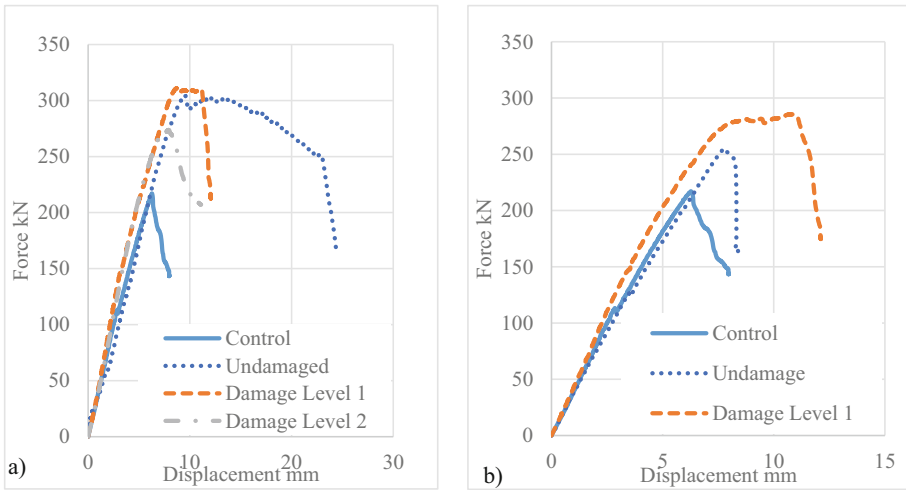 350
300
250
200
150
100
50
0
Force kN
0
10
20
30
Displacement mm
Control
Undamaged
Damage Level 1
Damage Level 2
a)
350
300
250
200
150
100
50
0
Force kN
0
5
10
15
Displacement mm
Control
Undamage
Damage Level 1
b)